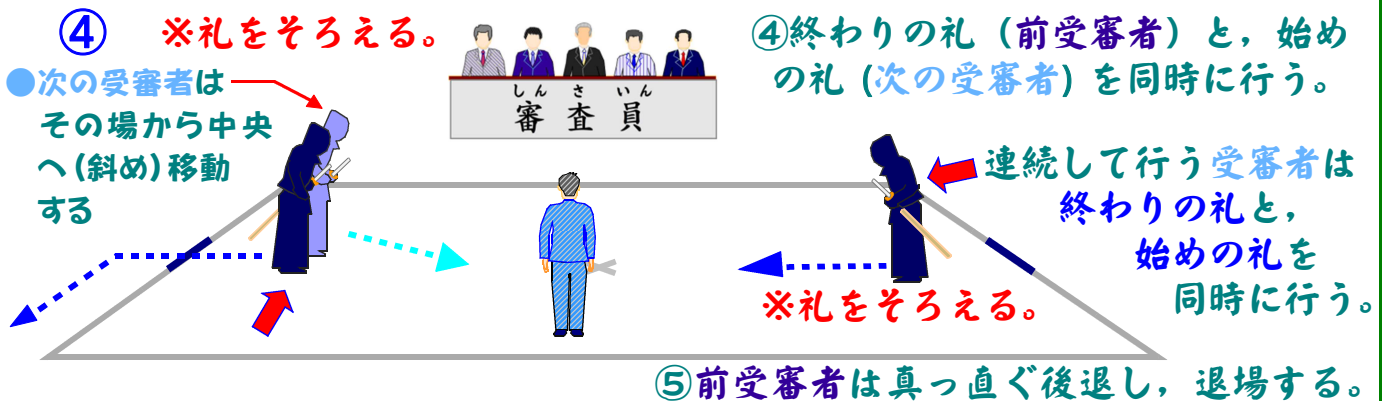 ④ ※礼をそろえる。
●次の受審者は
その場から中央
へ(斜め)移動
する
しんさいん
審査員
④終わりの礼（前受審者）と，始め
の礼 (次の受審者) を同時に行う。
連続して行う受審者は
終わりの礼と，
始めの礼を
同時に行う。
※礼をそろえる。
⑤前受審者は真っ直ぐ後退し，退場する。